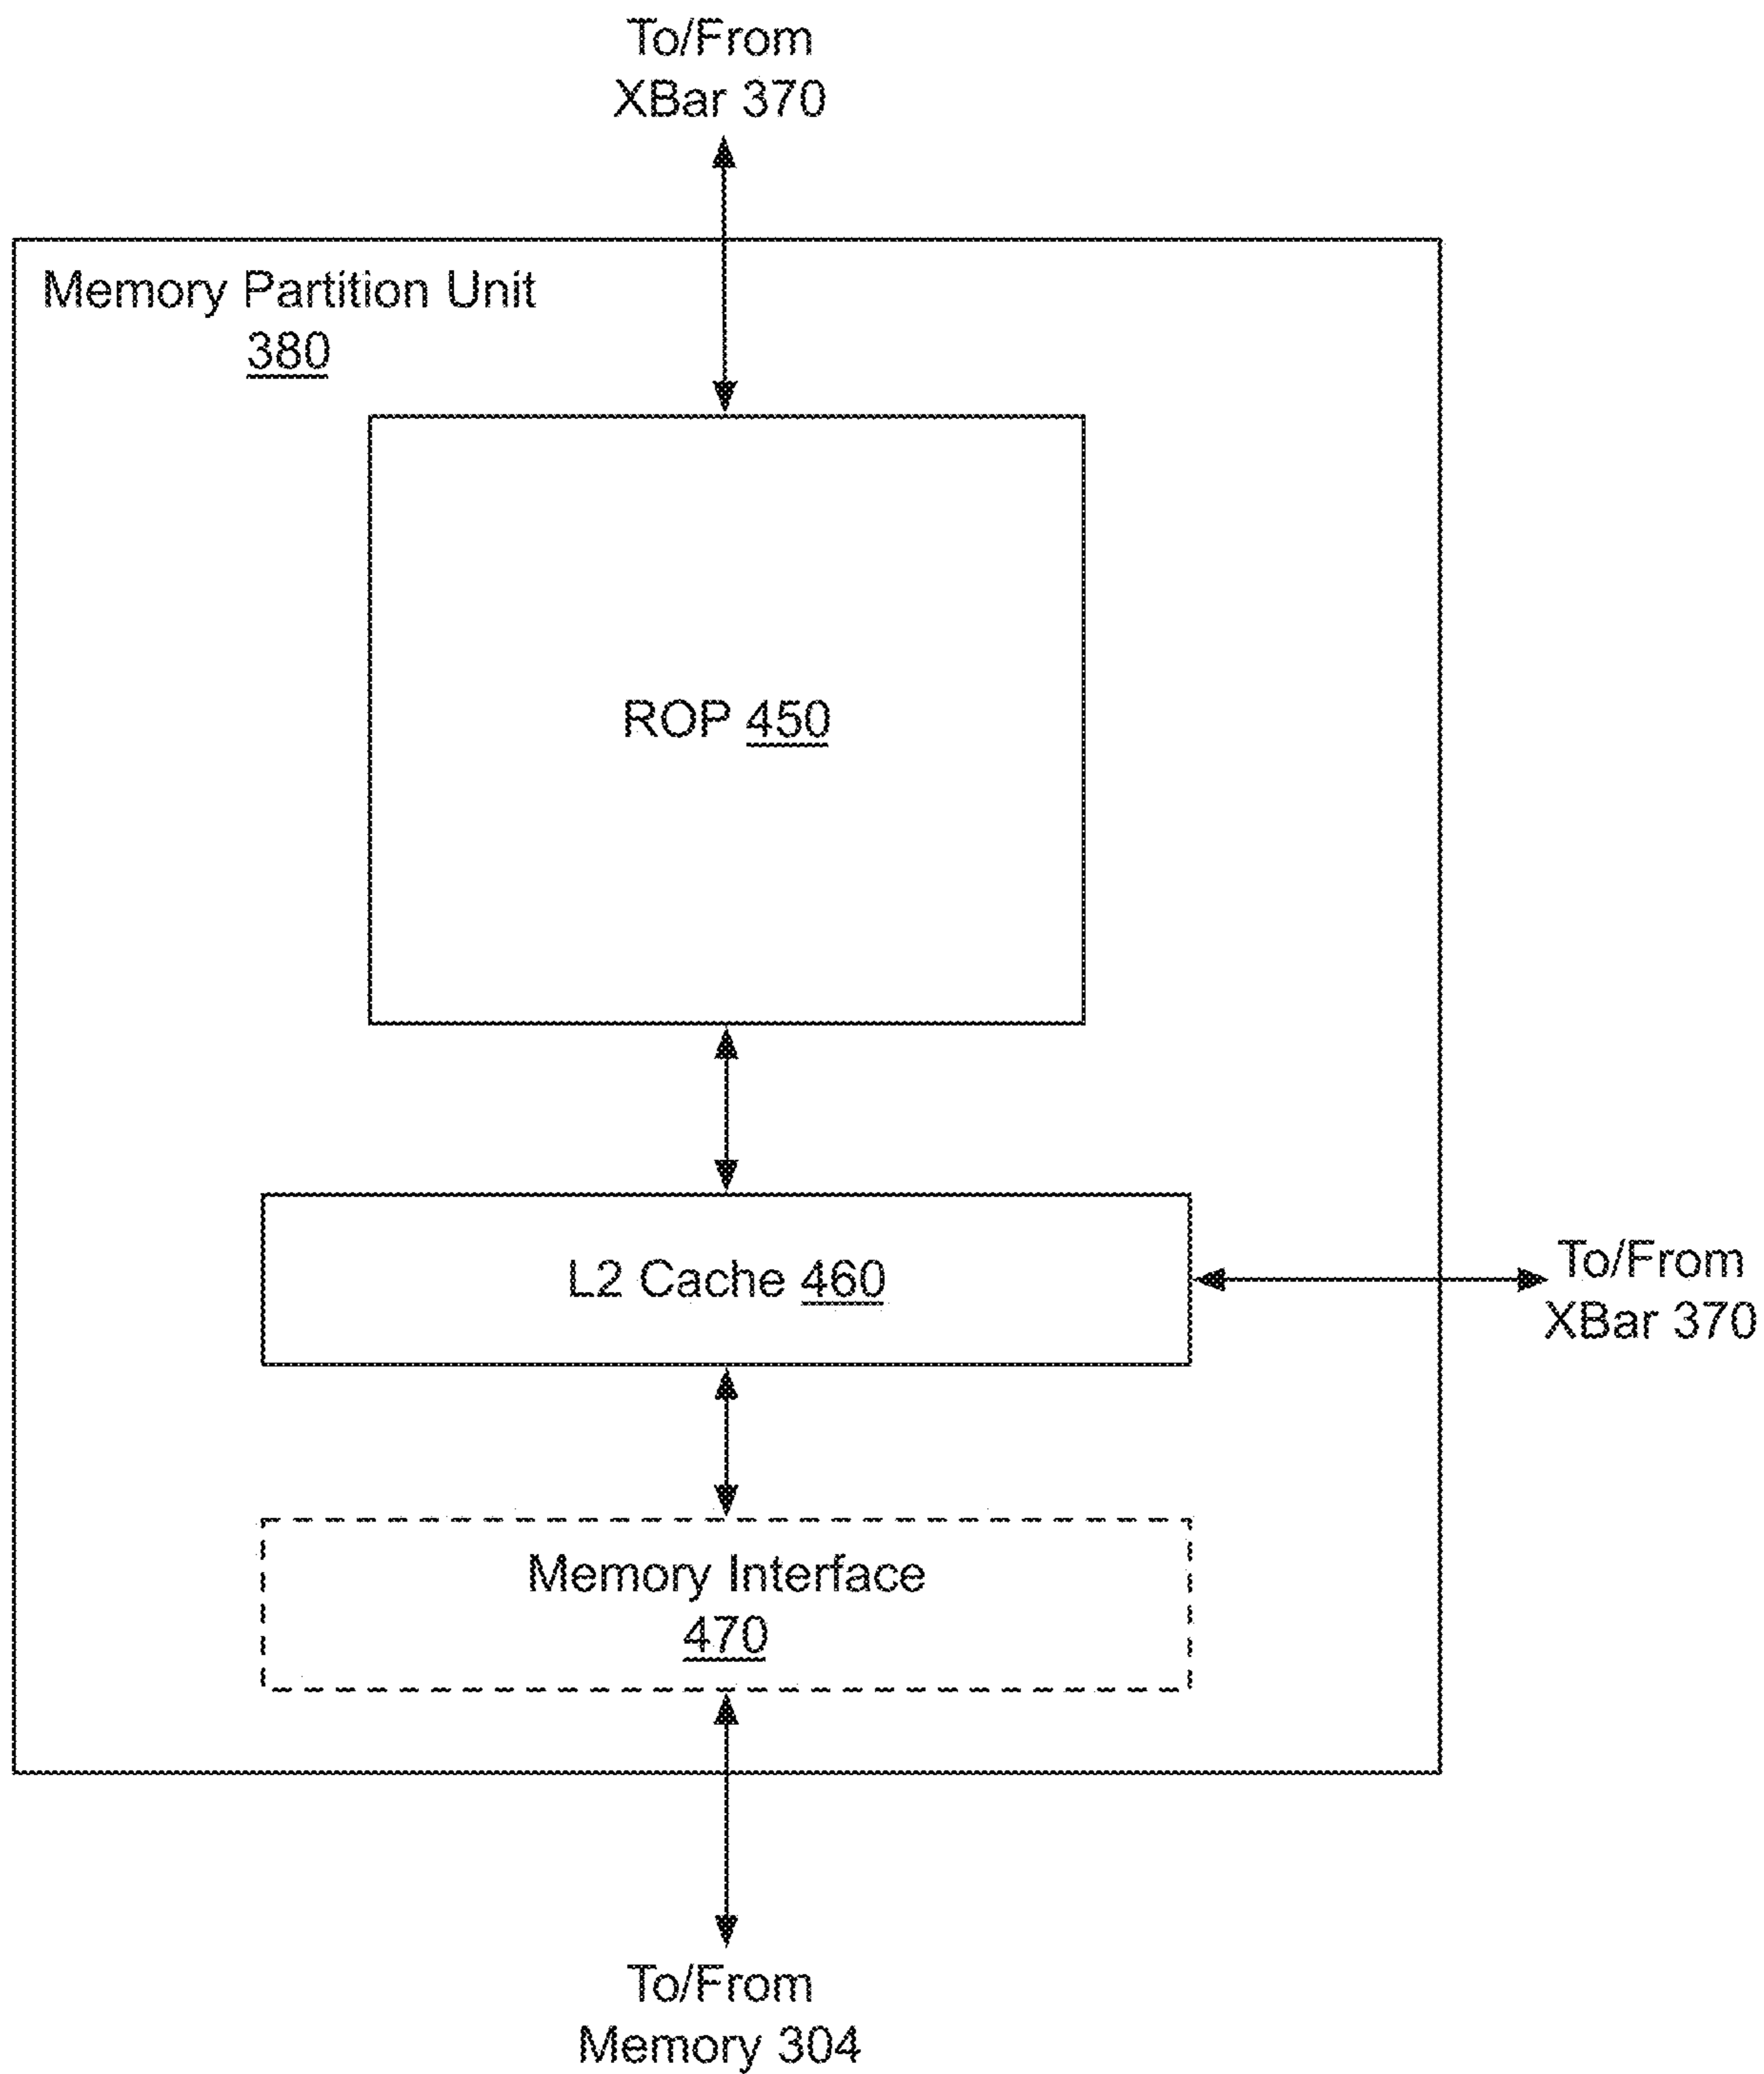 To/From
XBar 370
Memory Partition Unit
380
ROP 450
L2 Cache 460
To/From
XBar 370
Memory Interface
470
To/From
Memory 304